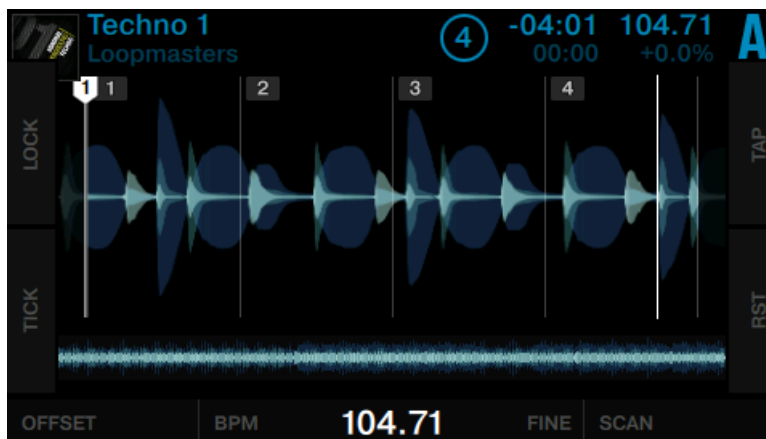 Techno 1
Loopmasters
4
-04:01 104.71
00:00 +0.0%
A
LOCK
TAP
1 1 2 3 4
TICK
RST
OFFSET BPM 104.71 FINE SCAN